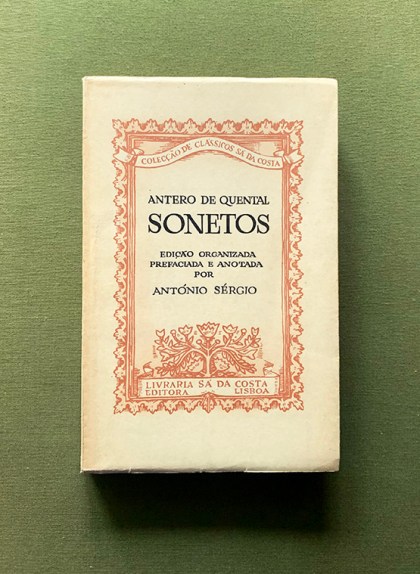 COLECÇÃO DE CLÁSSICOS SÁ DA COSTA
ANTERO DE QUENTAL
SONETOS
EDIÇÃO ORGANIZADA
PREFACIADA E ANOTADA
POR
ANTÓNIO SÉRGIO
LIVRARIA SÁ DA COSTA
EDITORA LISBOA